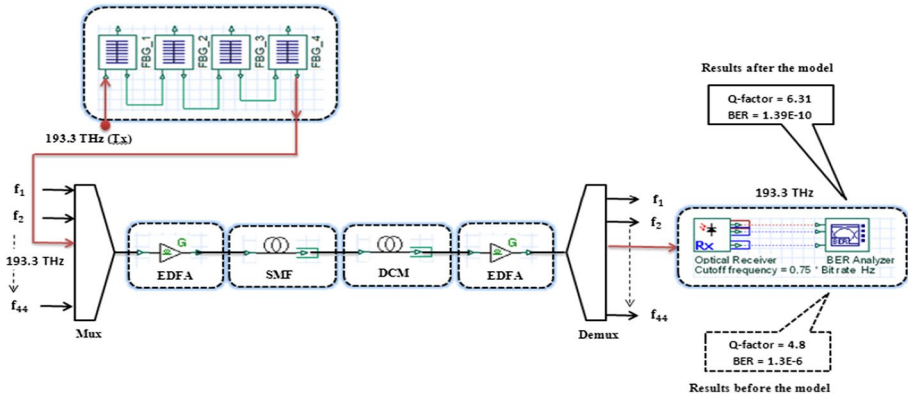 FBG_1
FBG_2
FBG_3
FBG_4
193.3 THz (Tx)
Results after the model
Q-factor = 6.31
BER = 1.39E-10
f1
f2
193.3 THz
f44
Mux
G
EDFA
SMF
DCM
G
EDFA
Demux
f1
f2
f44
193.3 THz
Rx
BER
Optical Receiver
BER Analyzer
Cutoff frequency = 0.75 * Bit rate Hz
Q-factor = 4.8
BER = 1.3E-6
Results before the model